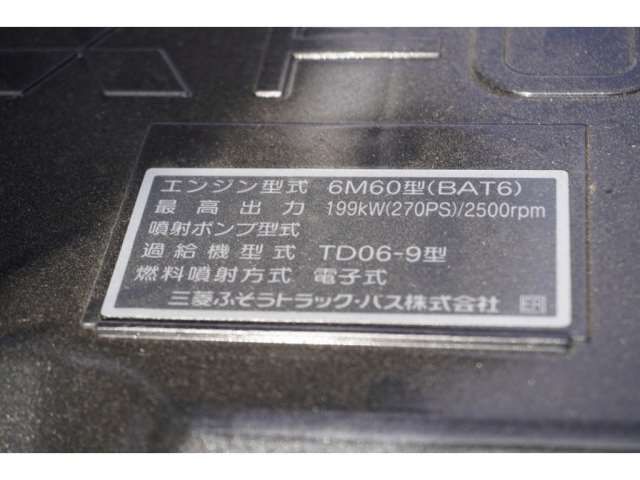 エンジン型式 6M60型(BAT6)
最高出力 199kW(270PS)/2500rpm
噴射ポンプ型式
過給機型式 TD06-9型
燃料噴射方式 電子式
三菱ふそうトラック・バス株式会社